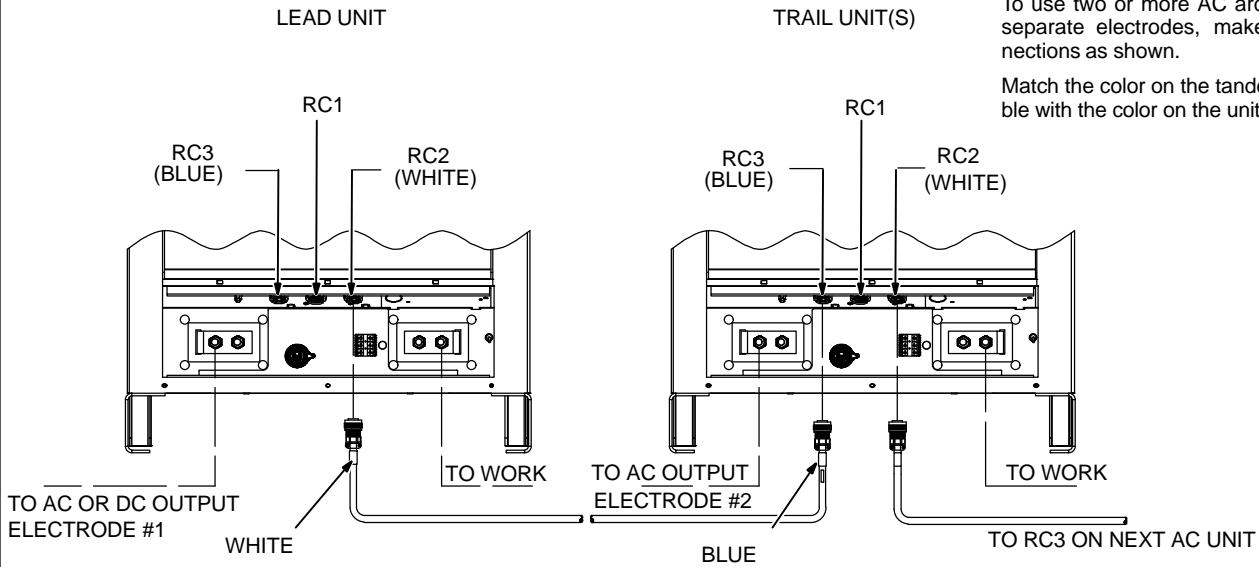 LEAD UNIT
TRAIL UNIT(S)
To use two or more AC
separate electrodes, make
nections as shown.
Match the color on the
ble with the color on the unit
RC1
RC3
(BLUE)
RC2
(WHITE)
RC1
RC3
(BLUE)
RC2
(WHITE)
TO AC OR DC OUTPUT
ELECTRODE #1
WHITE
TO WORK
TO AC OUTPUT
ELECTRODE #2
BLUE
TO WORK
TO RC3 ON NEXT AC UNIT